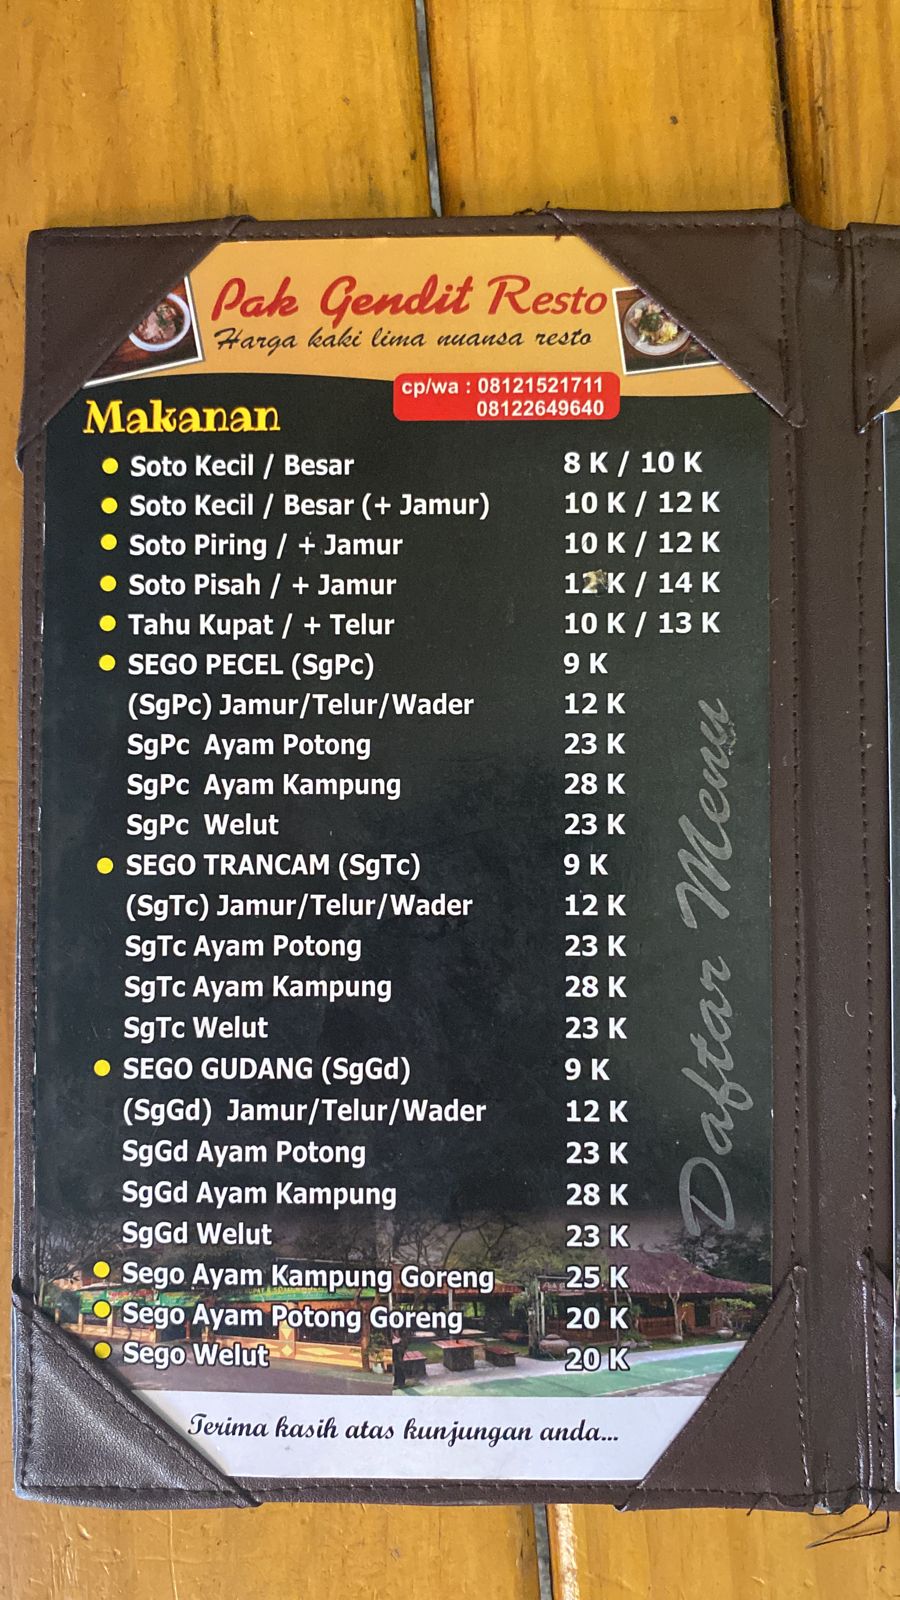 Pak Gendit Resto
Harga kaki lima nuansa resto
cp/wa : 08121521711
08122649640
Makanan
Soto Kecil / Besar 8 K / 10 K
Soto Kecil / Besar (+ Jamur) 10 K / 12 K
Soto Piring / + Jamur 10 K / 12 K
Soto Pisah / + Jamur 12 K / 14 K
Tahu Kupat / + Telur 10 K / 13 K
SEGO PECEL (SgPc) 9 K
(SgPc) Jamur/Telur/Wader 12 K
SgPc Ayam Potong 23 K
SgPc Ayam Kampung 28 K
SgPc Welut 23 K
SEGO TRANCAM (SgTc) 9 K
(SgTc) Jamur/Telur/Wader 12 K
SgTc Ayam Potong 23 K
SgTc Ayam Kampung 28 K
SgTc Welut 23 K
SEGO GUDANG (SgGd) 9 K
(SgGd) Jamur/Telur/Wader 12 K
SgGd Ayam Potong 23 K
SgGd Ayam Kampung 28 K
SgGd Welut 23 K
Sego Ayam Kampung Goreng 25 K
Sego Ayam Potong Goreng 20 K
Sego Welut 20 K
Daftar Menu
Terima kasih atas kunjungan anda...